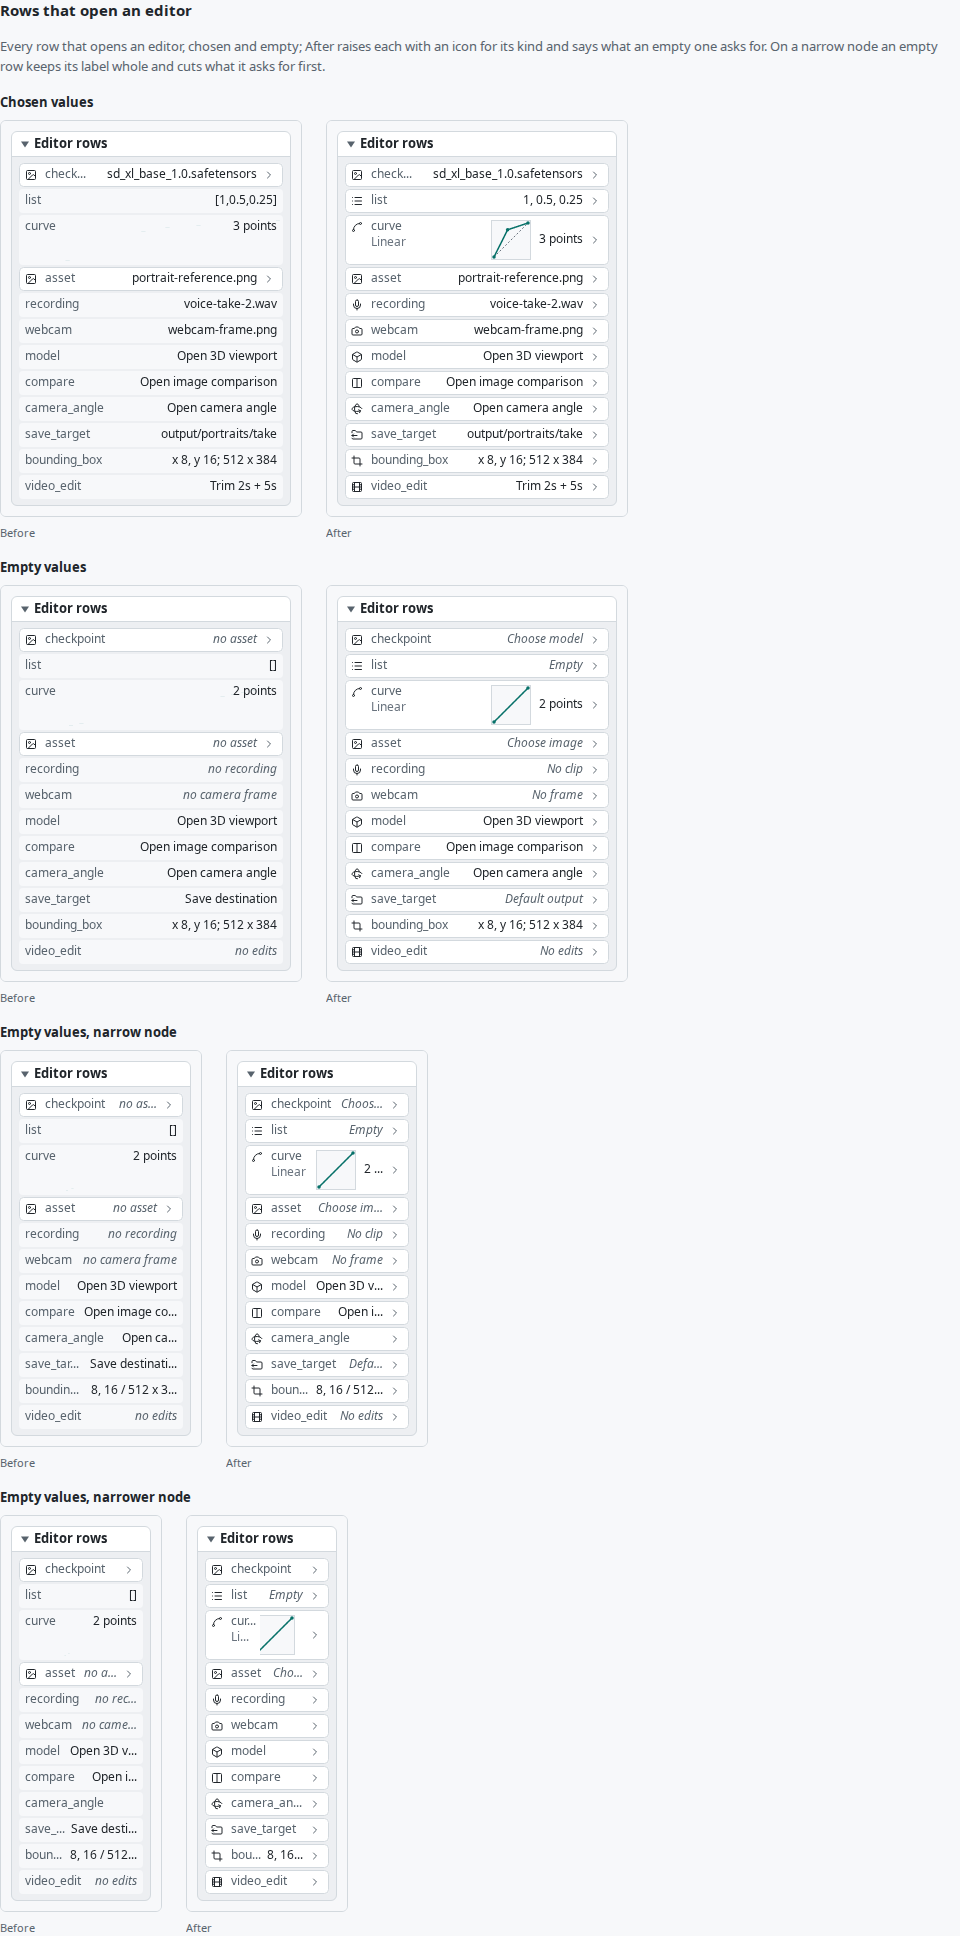 Rows that open an editor
Every row that opens an editor, chosen and empty; After raises each with an icon for its kind and says what an empty one asks for. On a narrow node an empty
row keeps its label whole and cuts what it asks for first.
Chosen values
Editor rows
check... sd_xl_base_1.0.safetensors
list [1,0.5,0.25]
curve 3 points
asset portrait-reference.png
recording voice-take-2.wav
webcam webcam-frame.png
model Open 3D viewport
compare Open image comparison
camera_angle Open camera angle
save_target output/portraits/take
bounding_box x 8, y 16; 512 x 384
video_edit Trim 2s + 5s
Before
Editor rows
check... sd_xl_base_1.0.safetensors
list 1, 0.5, 0.25
curve
Linear
3 points
asset portrait-reference.png
recording voice-take-2.wav
webcam webcam-frame.png
model Open 3D viewport
compare Open image comparison
camera_angle Open camera angle
save_target output/portraits/take
bounding_box x 8, y 16; 512 x 384
video_edit Trim 2s + 5s
After
Empty values
Editor rows
checkpoint no asset
list []
curve 2 points
asset no asset
recording no recording
webcam no camera frame
model Open 3D viewport
compare Open image comparison
camera_angle Open camera angle
save_target Save destination
bounding_box x 8, y 16; 512 x 384
video_edit no edits
Before
Editor rows
checkpoint Choose model
list Empty
curve
Linear
2 points
asset Choose image
recording No clip
webcam No frame
model Open 3D viewport
compare Open image comparison
camera_angle Open camera angle
save_target Default output
bounding_box x 8, y 16; 512 x 384
video_edit No edits
After
Empty values, narrow node
Editor rows
checkpoint no as...
list []
curve 2 points
asset no asset
recording no recording
webcam no camera frame
model Open 3D viewport
compare Open image co...
camera_angle Open ca...
save_tar... Save destinati...
boundin... 8, 16 / 512 x 3...
video_edit no edits
Before
Editor rows
checkpoint Choos...
list Empty
curve
Linear
2 ...
asset Choose im...
recording No clip
webcam No frame
model Open 3D v...
compare Open i...
camera_angle
save_target Defa...
boun... 8, 16 / 512...
video_edit No edits
After
Empty values, narrower node
Editor rows
checkpoint
list []
curve 2 points
asset no a...
recording no rec...
webcam no came...
model Open 3D v...
compare Open i...
camera_angle
save_... Save desti...
boun... 8, 16 / 512...
video_edit no edits
Before
Editor rows
checkpoint
list Empty
cur...
Li...
asset Cho...
recording
webcam
model
compare
camera_an...
save_target
bou... 8, 16...
video_edit
After